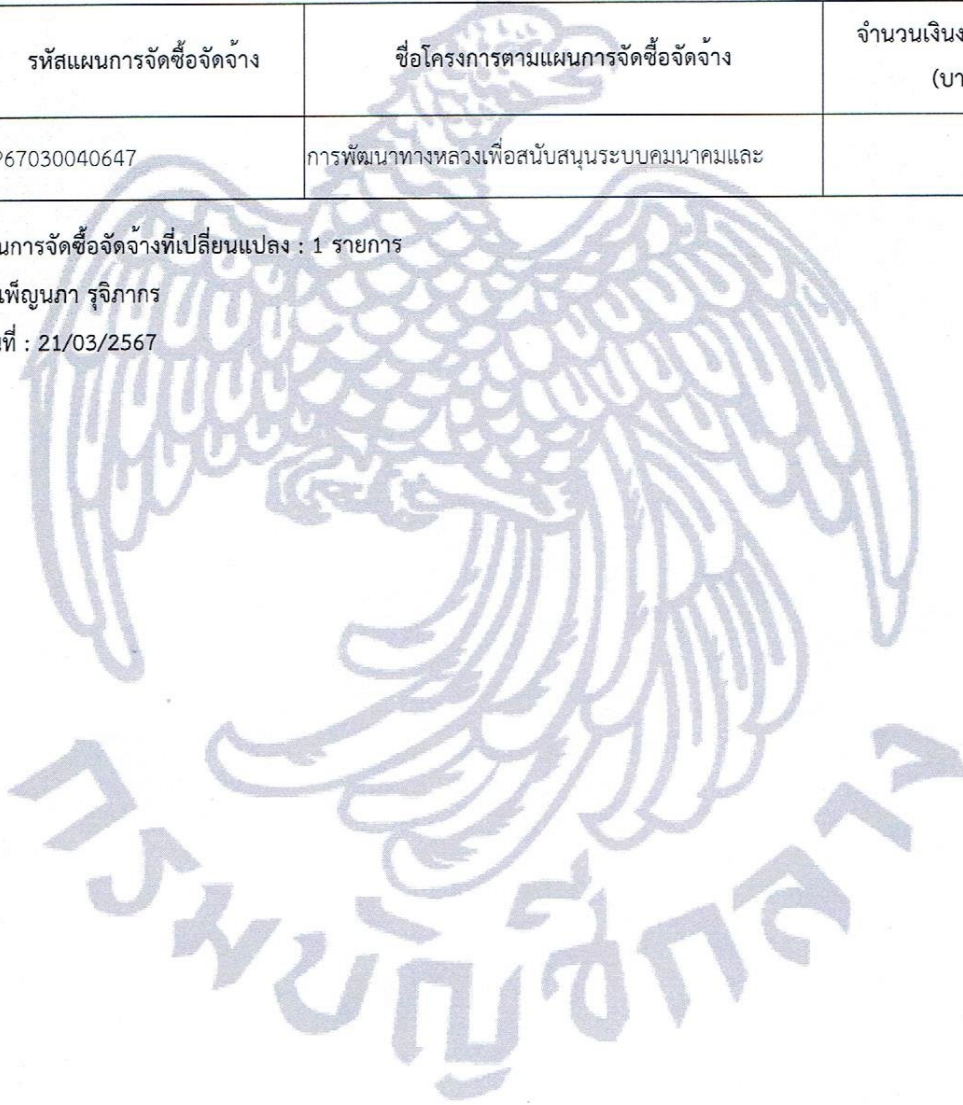 รหัสแผนการจัดซื้อจัดจ้าง
ชื่อโครงการตามแผนการจัดซื้อจัดจ้าง
จำนวนเงินง
(บา
67030040647
การพัฒนาทางหลวงเพื่อสนับสนุนระบบคมนาคมและ
นการจัดซื้อจัดจ้างที่เปลี่ยนแปลง : 1 รายการ
เพ็ญนภา รุจิภากร
ที่ : 21/03/2567
กรมบัญชีกลาง